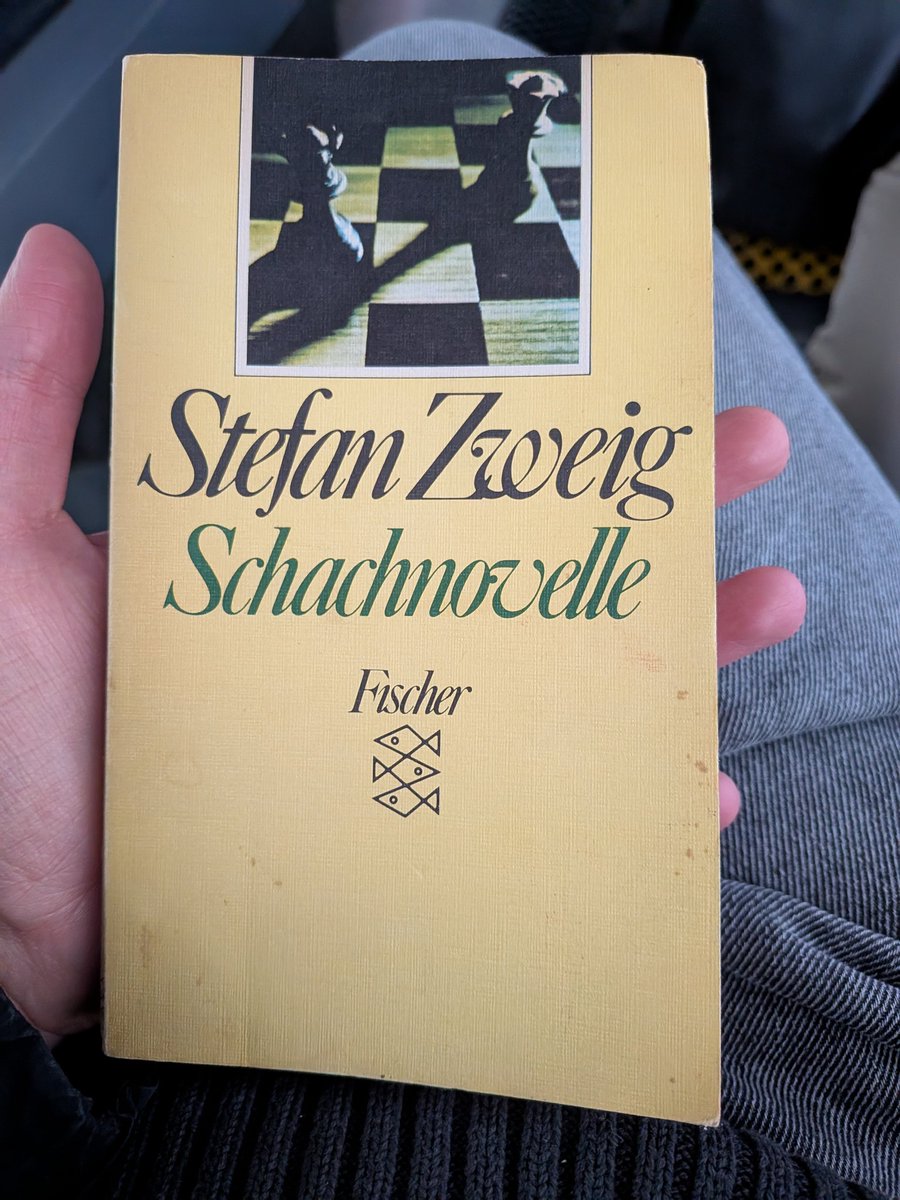 Stefan Zweig
Schachnovelle
Fischer